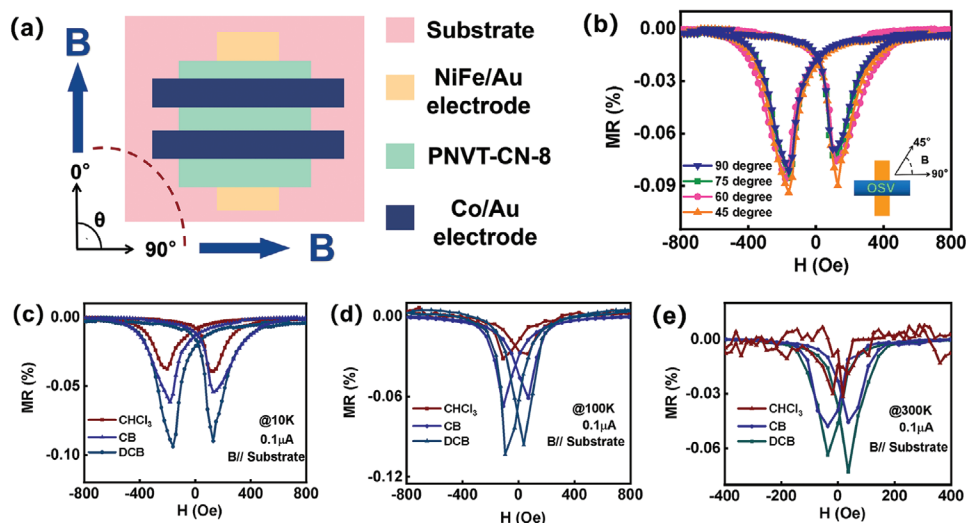 (a)
B
0°
θ
90°
B
Substrate
NiFe/Au
electrode
PNVT-CN-8
Co/Au
electrode
(b)
0.00
-0.03
-0.06
-0.09
MR (%)
90 degree
75 degree
60 degree
45 degree
45°
B
90°
OSV
-800 -400 0 400 800
H (Oe)
(c)
0.00
-0.05
-0.10
MR (%)
CHCl₃
CB
DCB
@10K
0.1μA
B// Substrate
-800 -400 0 400 800
H (Oe)
(d)
0.00
-0.06
-0.12
MR (%)
CHCl₃
CB
DCB
@100K
0.1μA
B// Substrate
-800 -400 0 400 800
H (Oe)
(e)
0.00
-0.03
-0.06
MR (%)
CHCl₃
CB
DCB
@300K
0.1μA
B// Substrate
-400 -200 0 200 400
H (Oe)